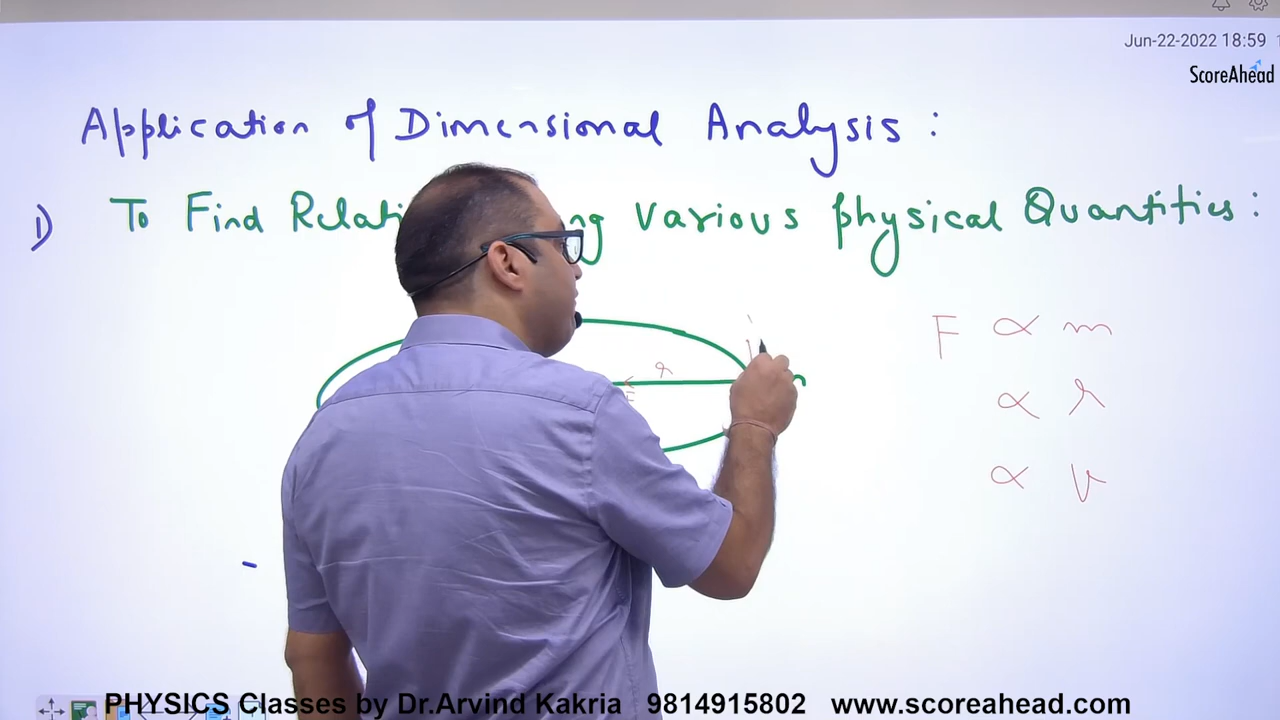 Jun-22-2022 18:59
ScoreAhead
Application of Dimensional Analysis :
1) To Find Various Physical Quantities :
F ∝ m
∝ r
∝ v
r
F
PHYSICS Classes by Dr.Arvind Kakria 9814915802 www.scoreahead.com